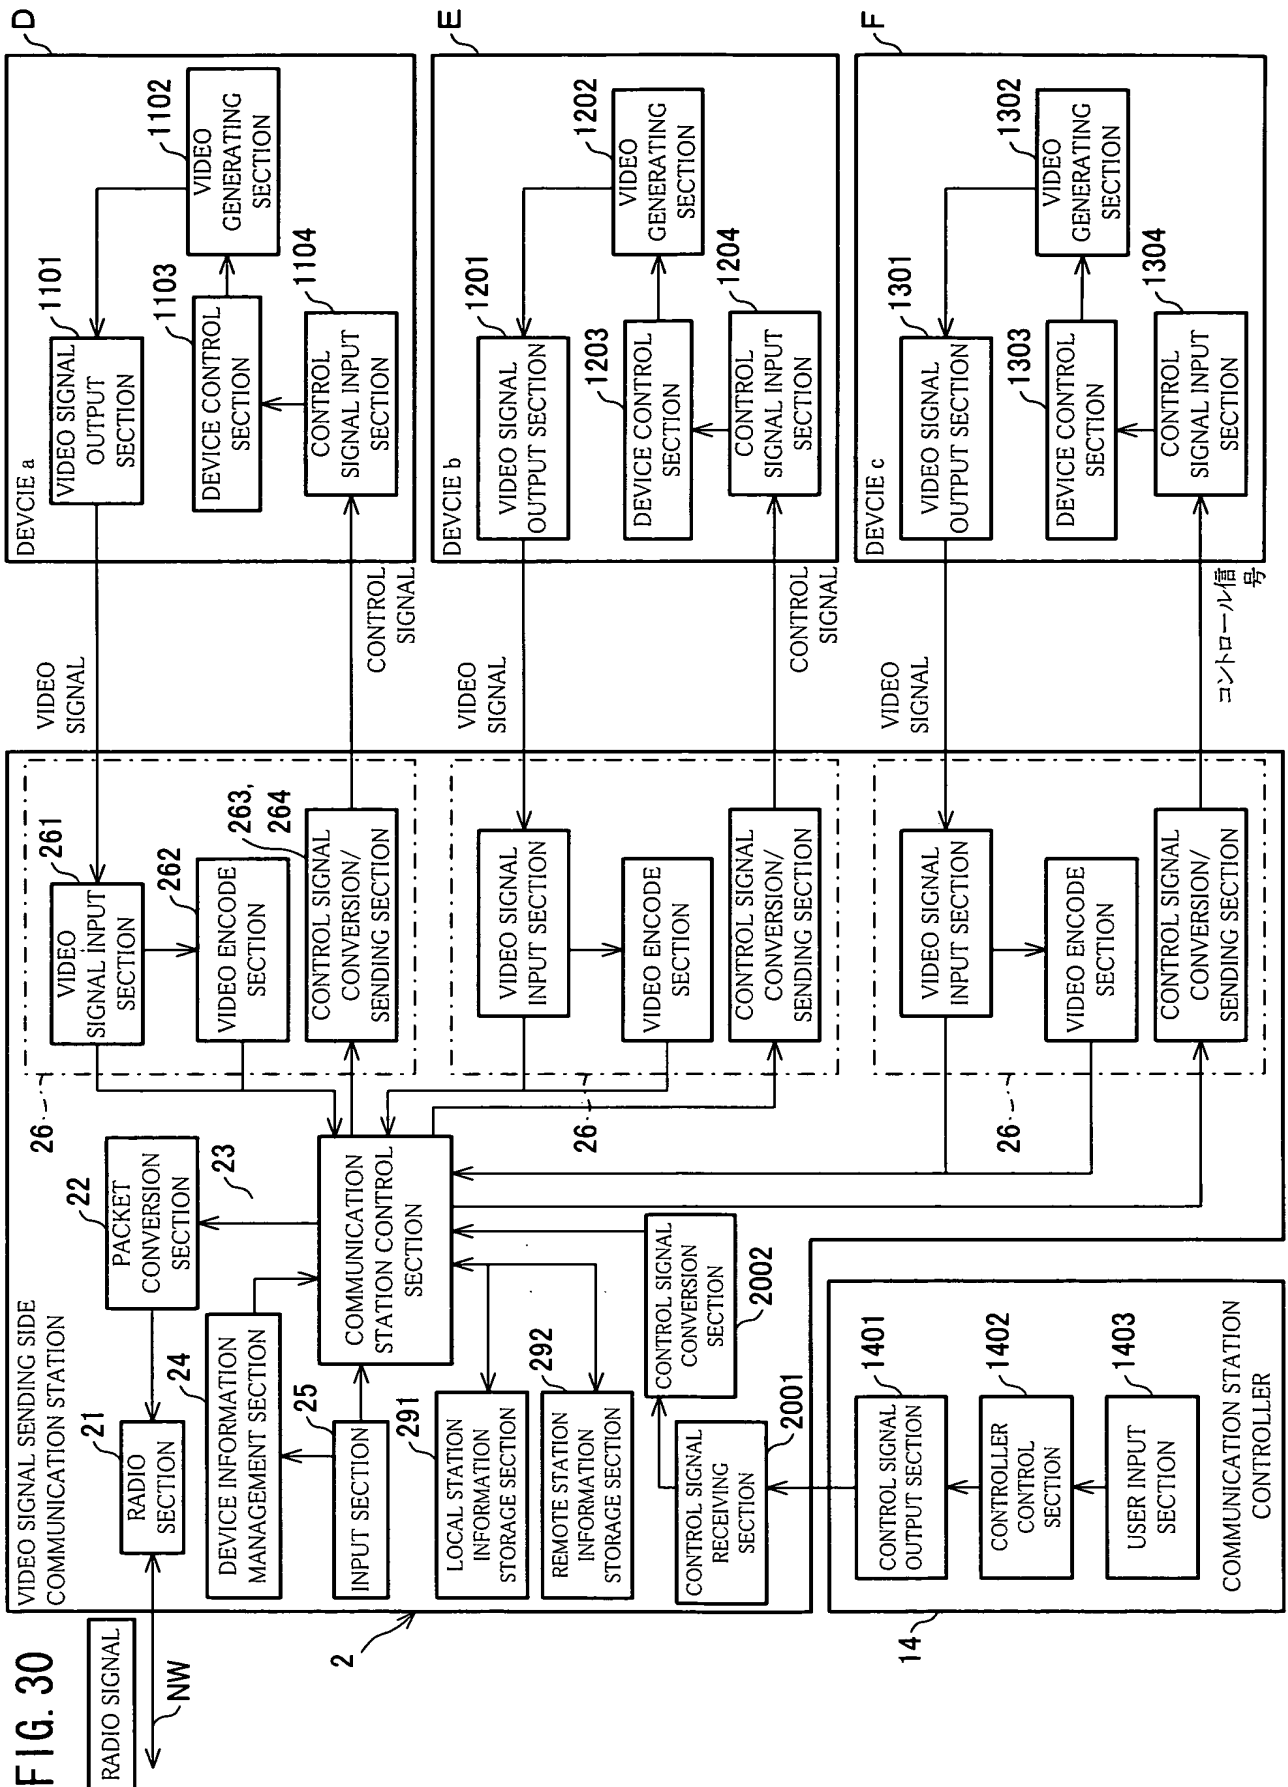 FIG. 30
RADIO SIGNAL
NW
VIDEO SIGNAL SENDING SIDE
COMMUNICATION STATION
2
21
RADIO
SECTION
22
PACKET
CONVERSION
SECTION
23
24
DEVICE INFORMATION
MANAGEMENT SECTION
25
INPUT SECTION
COMMUNICATION
STATION CONTROL
SECTION
291
LOCAL STATION
INFORMATION
STORAGE SECTION
292
REMOTE STATION
INFORMATION
STORAGE SECTION
CONTROL SIGNAL
RECEIVING
SECTION
2001
CONTROL SIGNAL
CONVERSION
SECTION
2002
26
VIDEO
SIGNAL INPUT
SECTION
261
VIDEO ENCODE
SECTION
262
CONTROL SIGNAL
CONVERSION/
SENDING SECTION
263,
264
26
VIDEO SIGNAL
INPUT SECTION
VIDEO ENCODE
SECTION
CONTROL SIGNAL
CONVERSION/
SENDING SECTION
26
VIDEO SIGNAL
INPUT SECTION
VIDEO ENCODE
SECTION
CONTROL SIGNAL
CONVERSION/
SENDING SECTION
VIDEO
SIGNAL
CONTROL
SIGNAL
VIDEO
SIGNAL
CONTROL
SIGNAL
VIDEO
SIGNAL
コントロール信
号
D
DEVCIE a
VIDEO SIGNAL
OUTPUT
SECTION
1101
VIDEO
GENERATING
SECTION
1102
DEVICE CONTROL
SECTION
1103
CONTROL
SIGNAL INPUT
SECTION
1104
E
DEVCIE b
VIDEO SIGNAL
OUTPUT SECTION
1201
VIDEO
GENERATING
SECTION
1202
DEVICE CONTROL
SECTION
1203
CONTROL
SIGNAL INPUT
SECTION
1204
F
DEVCIE c
VIDEO SIGNAL
OUTPUT SECTION
1301
VIDEO
GENERATING
SECTION
1302
DEVICE CONTROL
SECTION
1303
CONTROL
SIGNAL INPUT
SECTION
1304
14
CONTROL SIGNAL
OUTPUT SECTION
1401
CONTROLLER
CONTROL
SECTION
1402
USER INPUT
SECTION
1403
COMMUNICATION STATION
CONTROLLER